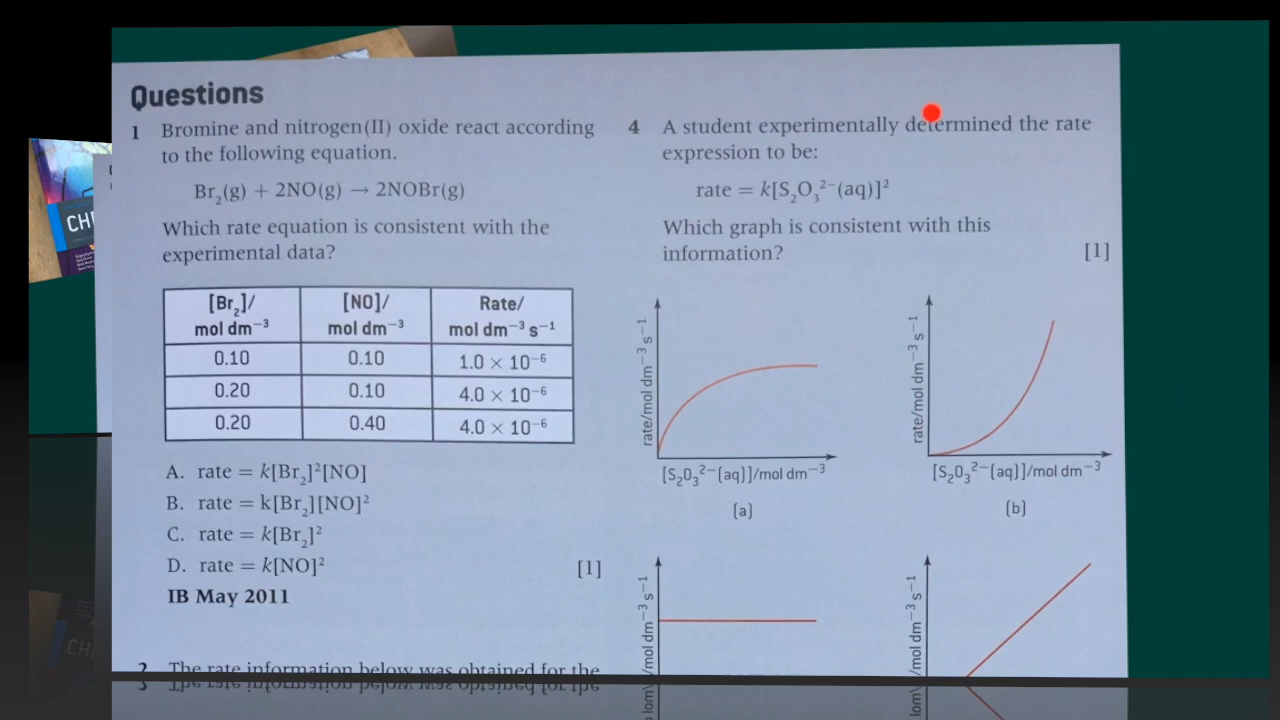 Questions
1 Bromine and nitrogen(II) oxide react according
to the following equation.
Br₂(g) + 2NO(g) → 2NOBr(g)
Which rate equation is consistent with the
experimental data?
[Br₂]/ mol dm⁻³ [NO]/ mol dm⁻³ Rate/ mol dm⁻³ s⁻¹
0.10 0.10 1.0 × 10⁻⁶
0.20 0.10 4.0 × 10⁻⁶
0.20 0.40 4.0 × 10⁻⁶
A. rate = k[Br₂]²[NO]
B. rate = k[Br₂][NO]²
C. rate = k[Br₂]²
D. rate = k[NO]² [1]
IB May 2011
2 The rate information below was obtained for the
4 A student experimentally determined the rate
expression to be:
rate = k[S₂O₃²⁻(aq)]²
Which graph is consistent with this
information? [1]
rate/mol dm⁻³ s⁻¹
[S₂O₃²⁻(aq)]/mol dm⁻³
(a)
rate/mol dm⁻³ s⁻¹
[S₂O₃²⁻(aq)]/mol dm⁻³
(b)
/mol dm⁻³ s⁻¹
/mol dm⁻³ s⁻¹
CH